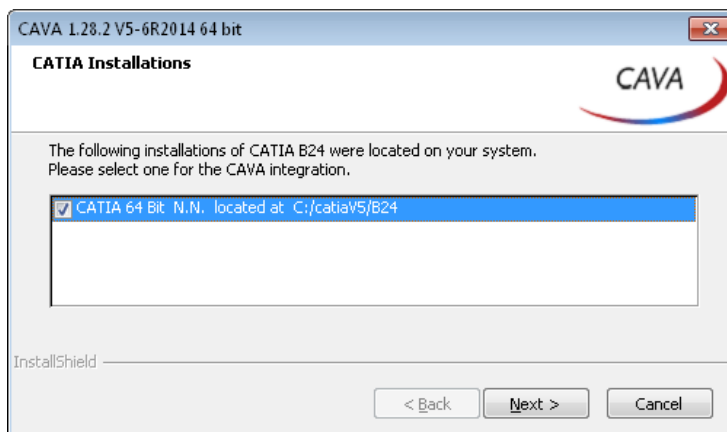 CAVA 1.28.2 V5-6R2014 64 bit
CATIA Installations
CAVA
The following installations of CATIA B24 were located on your system.
Please select one for the CAVA integration.
CATIA 64 Bit N.N. located at C:/catiaV5/B24
InstallShield
< Back
Next >
Cancel